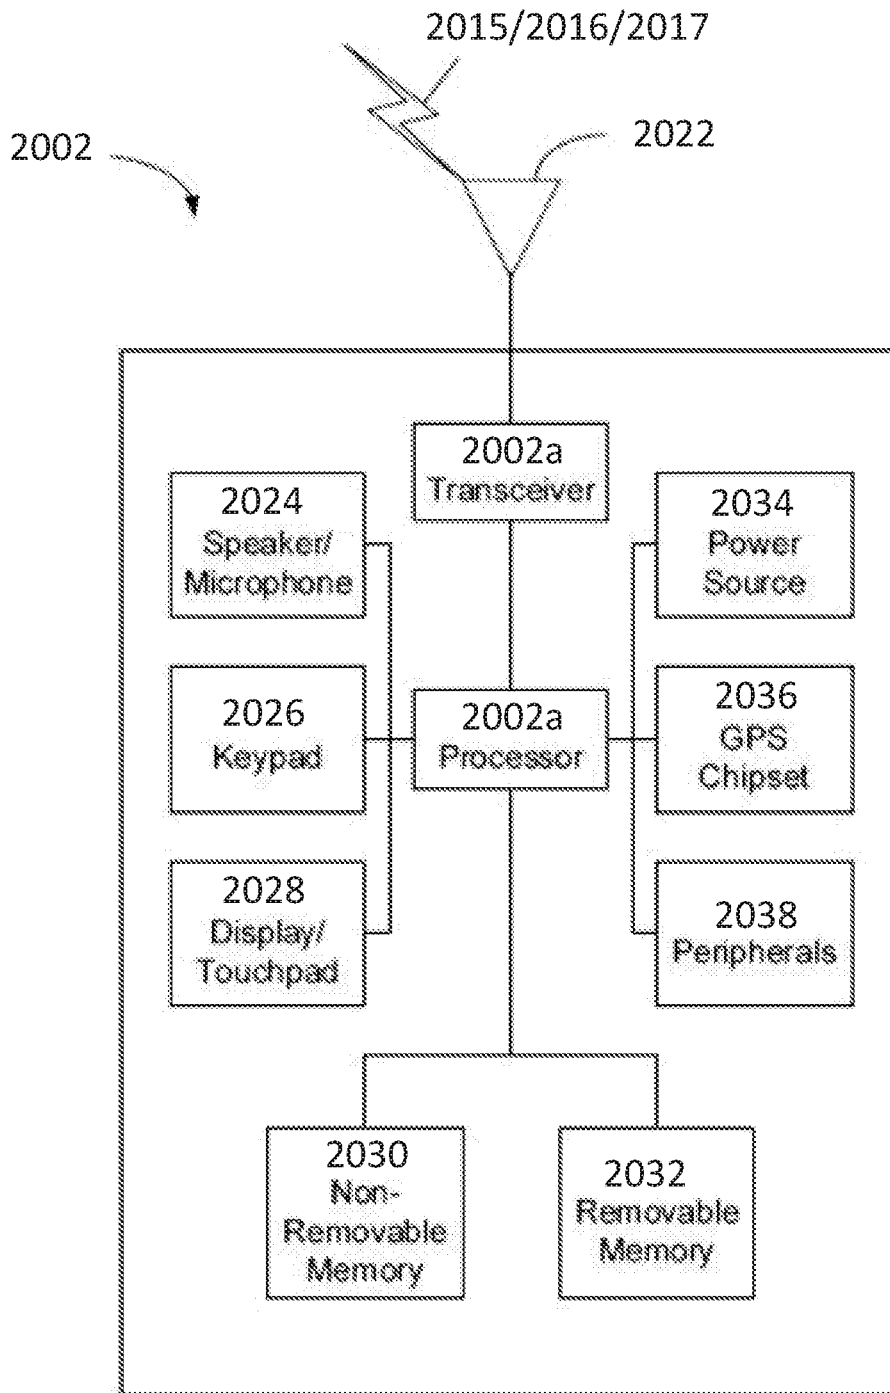 2015/2016/2017
2002
2022
2002a
Transceiver
2024
Speaker/
Microphone
2034
Power
Source
2026
Keypad
2002a
Processor
2036
GPS
Chipset
2028
Display/
Touchpad
2038
Peripherals
2030
Non-
Removable
Memory
2032
Removable
Memory